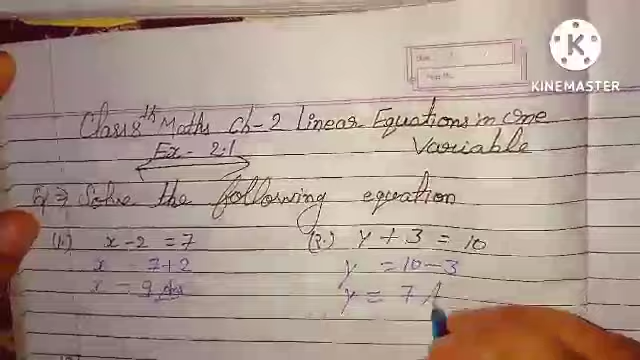 KINEMASTER
Class 8th Maths Ch-2 Linear Equations in One Variable
Ex - 2.1
Solve the following equation
(1.) x - 2 = 7
x = 7+2
x = 9 Ans
(2.) y + 3 = 10
y = 10 - 3
y = 7